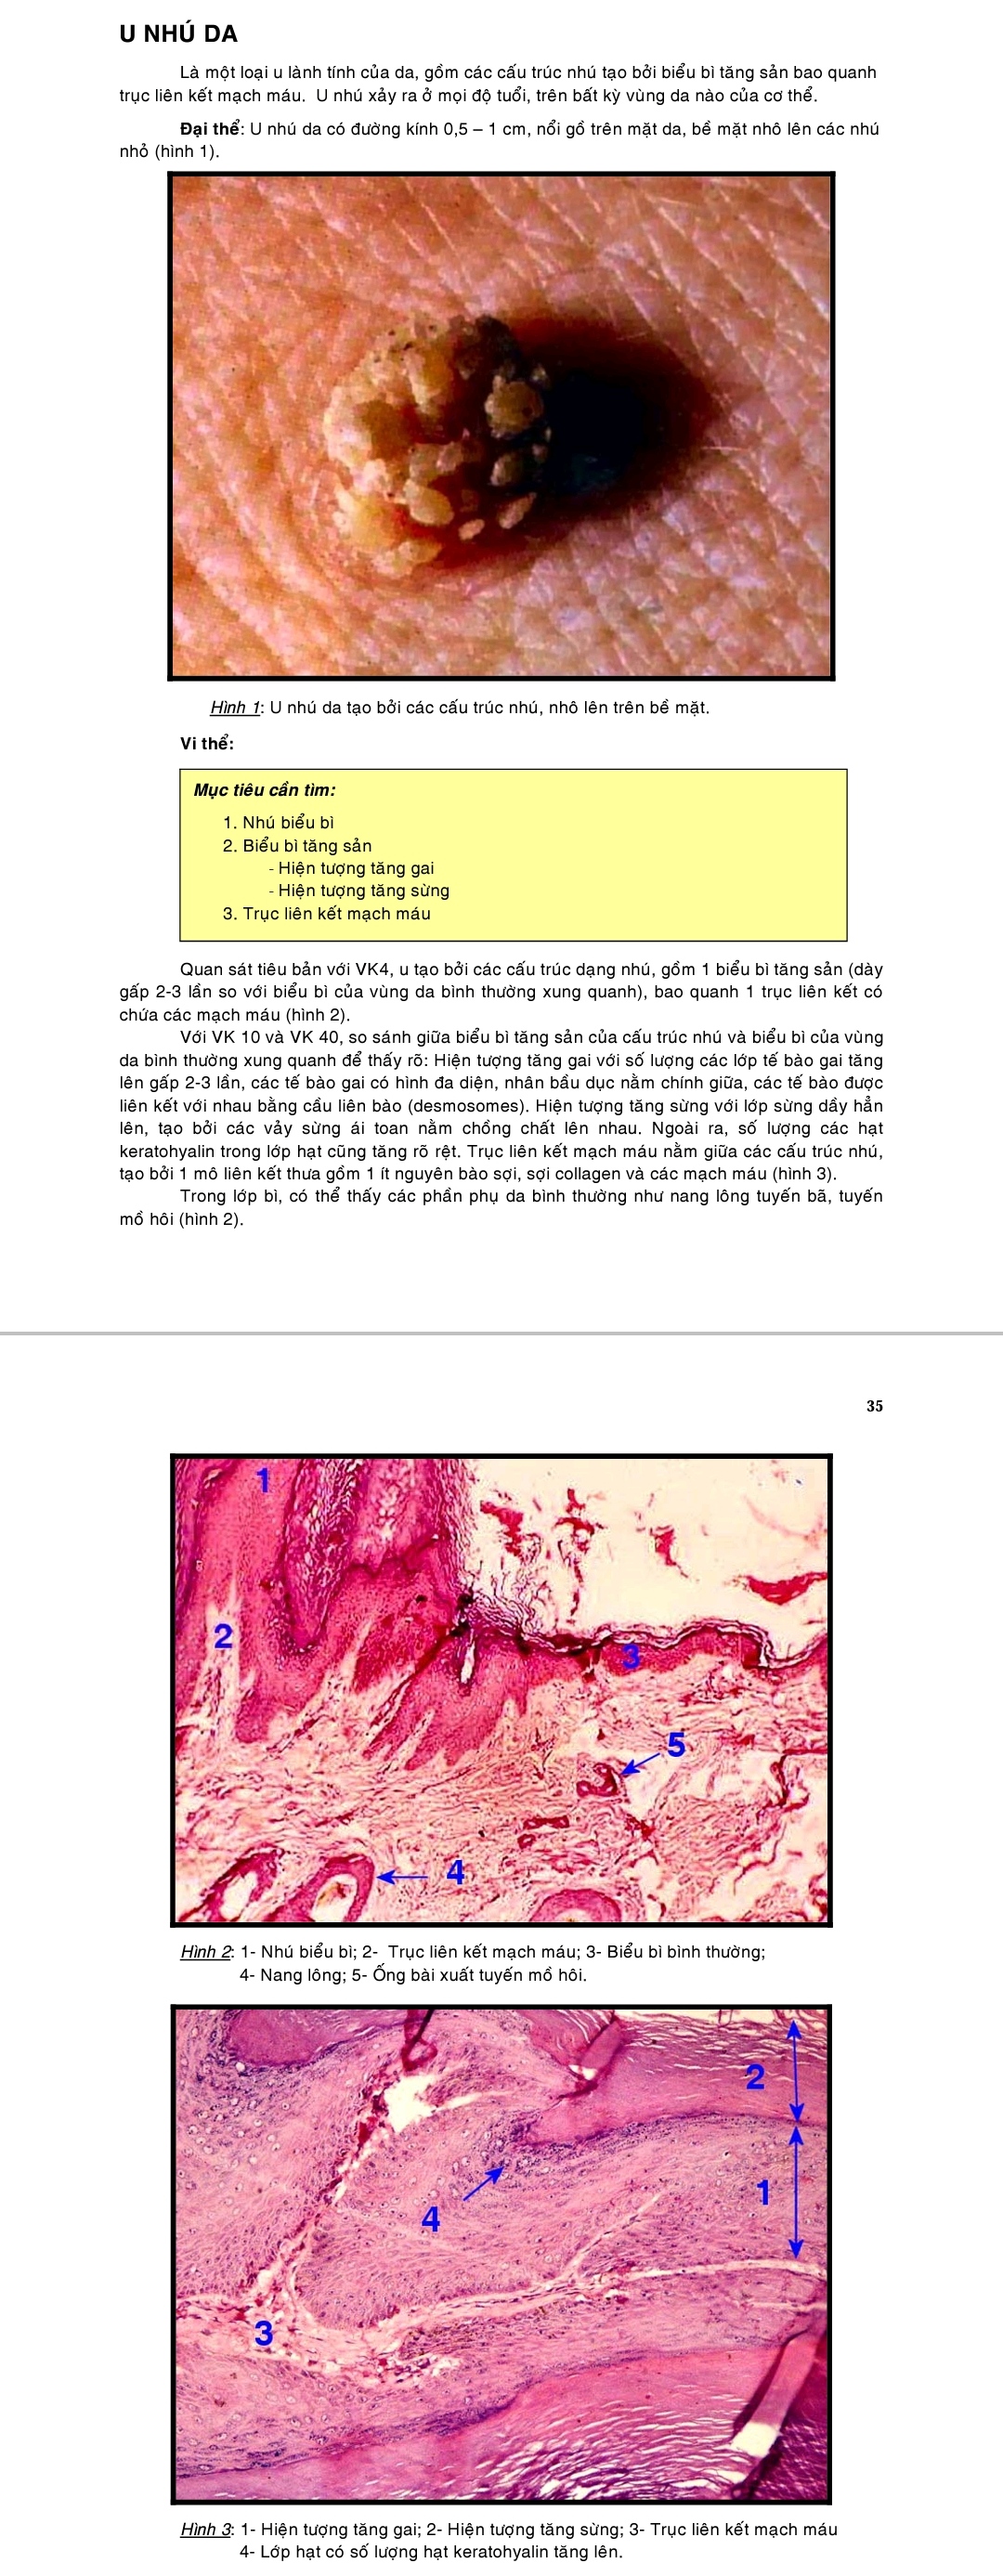 U NHÚ DA
Là một loại u lành tính của da, gồm các cấu trúc nhú tạo bởi biểu bì tăng sản bao quanh
trục liên kết mạch máu. U nhú xảy ra ở mọi độ tuổi, trên bất kỳ vùng da nào của cơ thể.
Đại thể: U nhú da có đường kính 0,5 – 1 cm, nổi gồ trên mặt da, bề mặt nhô lên các nhú
nhỏ (hình 1).
Hình 1: U nhú da tạo bởi các cấu trúc nhú, nhô lên trên bề mặt.
Vi thể:
Mục tiêu cần tìm:
1. Nhú biểu bì
2. Biểu bì tăng sản
- Hiện tượng tăng gai
- Hiện tượng tăng sừng
3. Trục liên kết mạch máu
Quan sát tiêu bản với VK4, u tạo bởi các cấu trúc dạng nhú, gồm 1 biểu bì tăng sản (dày
gấp 2-3 lần so với biểu bì của vùng da bình thường xung quanh), bao quanh 1 trục liên kết có
chứa các mạch máu (hình 2).
Với VK 10 và VK 40, so sánh giữa biểu bì tăng sản của cấu trúc nhú và biểu bì của vùng
da bình thường xung quanh để thấy rõ: Hiện tượng tăng gai với số lượng các lớp tế bào gai tăng
lên gấp 2-3 lần, các tế bào gai có hình đa diện, nhân bầu dục nằm chính giữa, các tế bào được
liên kết với nhau bằng cầu liên bào (desmosomes). Hiện tượng tăng sừng với lớp sừng dầy hẳn
lên, tạo bởi các vảy sừng ái toan nằm chồng chất lên nhau. Ngoài ra, số lượng các hạt
keratohyalin trong lớp hạt cũng tăng rõ rệt. Trục liên kết mạch máu nằm giữa các cấu trúc nhú,
tạo bởi 1 mô liên kết thưa gồm 1 ít nguyên bào sợi, sợi collagen và các mạch máu (hình 3).
Trong lớp bì, có thể thấy các phần phụ da bình thường như nang lông tuyến bã, tuyến
mồ hôi (hình 2).
35
1
2
3
5
4
Hình 2: 1- Nhú biểu bì; 2- Trục liên kết mạch máu; 3- Biểu bì bình thường;
4- Nang lông; 5- Ống bài xuất tuyến mồ hôi.
2
1
4
3
Hình 3: 1- Hiện tượng tăng gai; 2- Hiện tượng tăng sừng; 3- Trục liên kết mạch máu
4- Lớp hạt có số lượng hạt keratohyalin tăng lên.